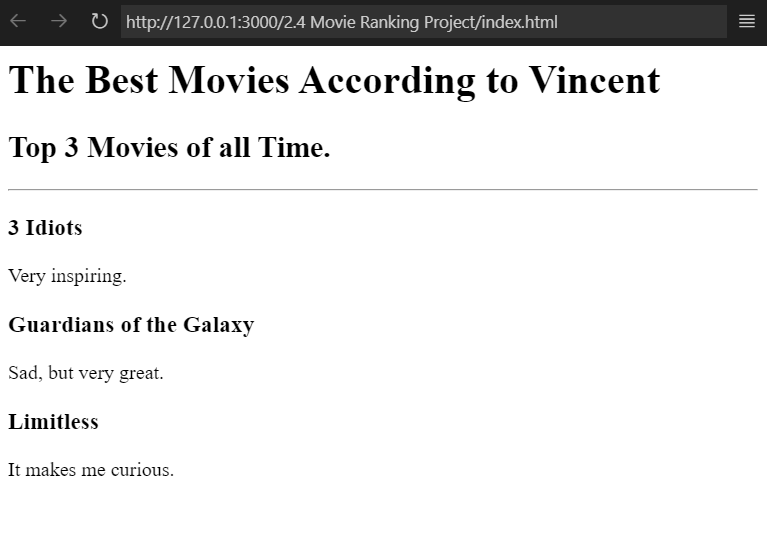 http://127.0.0.1:3000/2.4 Movie Ranking Project/index.html
The Best Movies According to Vincent
Top 3 Movies of all Time.
3 Idiots
Very inspiring.
Guardians of the Galaxy
Sad, but very great.
Limitless
It makes me curious.